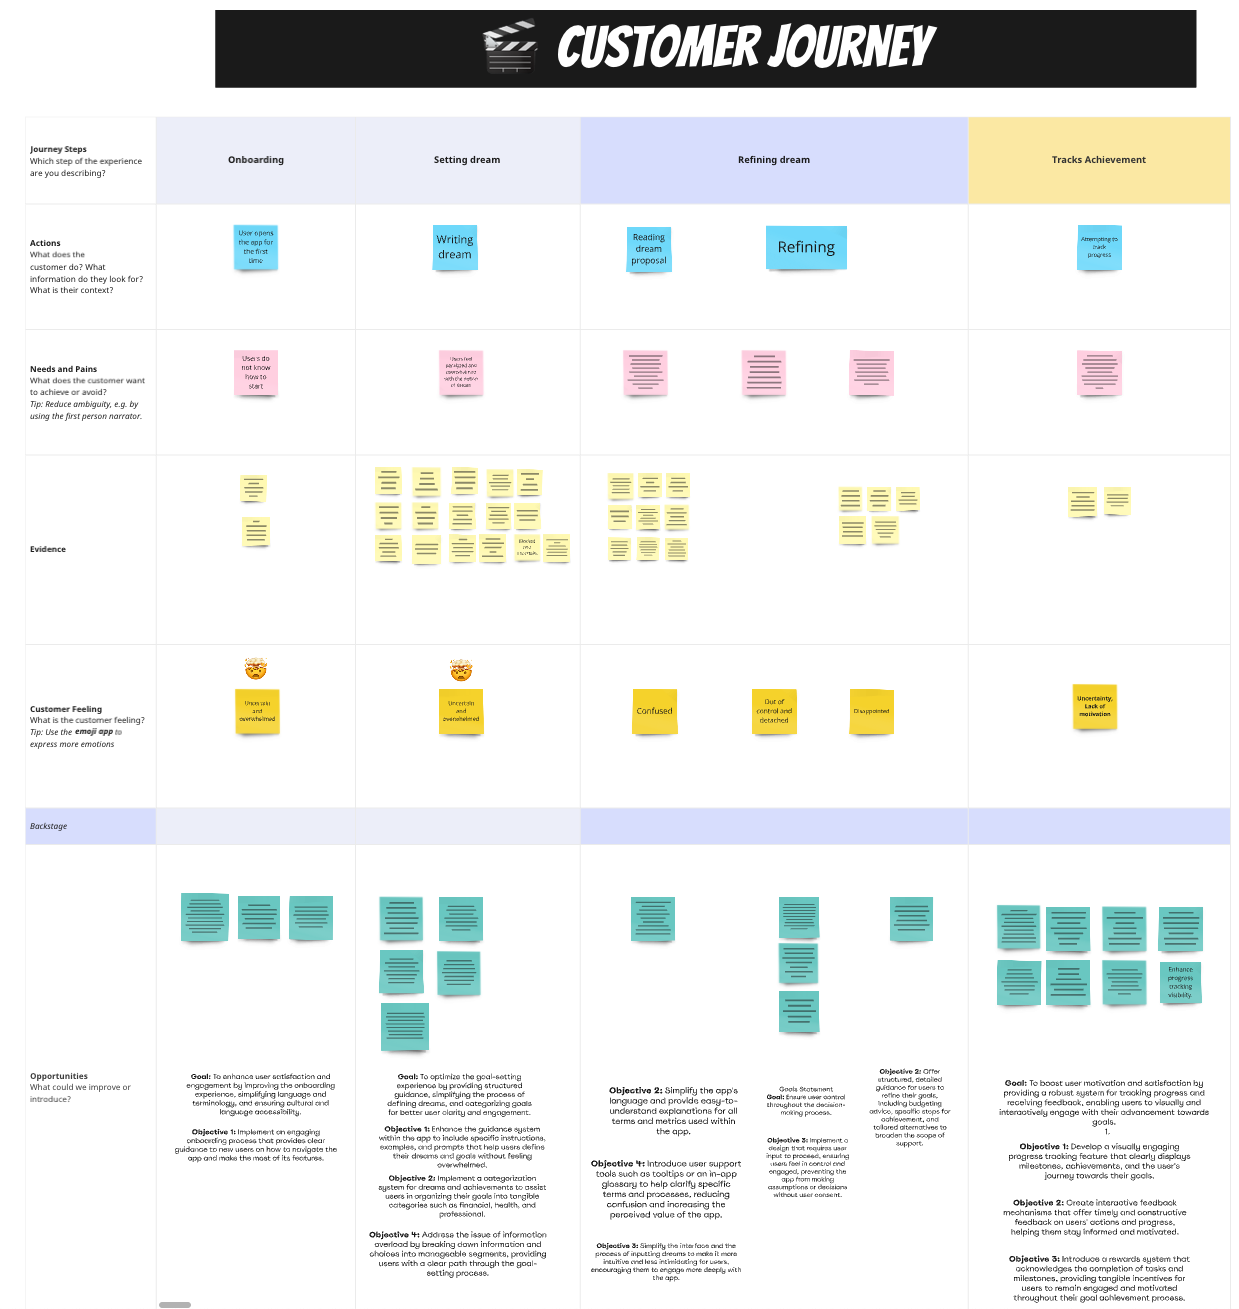 CUSTOMER JOURNEY
Journey Steps
Which step of the experience
are you describing?
Onboarding
Setting dream
Refining dream
Tracks Achievement
Actions
What does the
customer do? What
information do they look for?
What is their context?
User opens
the app for
the first
time
Writing
dream
Reading
dream
proposal
Refining
Attempting to
track
progress
Needs and Pains
What does the customer want
to achieve or avoid?
Tip: Reduce ambiguity, e.g. by
using the first person narrator.
Users do
not know
how to
start
Users feel
paralyzed and
overwhelmed
with the notion
of dream
Evidence
Blocked
and
uncertain.
Customer Feeling
What is the customer feeling?
Tip: Use the emoji app to
express more emotions
Uncertain
and
overwhelmed
Uncertain
and
overwhelmed
Confused
Out of
control and
detached
Disappointed
Uncertainty,
Lack of
motivation
Backstage
Opportunities
What could we improve or
introduce?
Enhance
progress
tracking
visibility.
Goal: To enhance user satisfaction and
engagement by improving the onboarding
experience, simplifying language and
terminology, and ensuring cultural and
language accessibility.
Objective 1: Implement an engaging
onboarding process that provides clear
guidance to new users on how to navigate the
app and make the most of its features.
Goal: To optimize the goal-setting
experience by providing structured
guidance, simplifying the process of
defining dreams, and categorizing goals
for better user clarity and engagement.
Objective 1: Enhance the guidance system
within the app to include specific instructions,
examples, and prompts that help users define
their dreams and goals without feeling
overwhelmed.
Objective 2: Implement a categorization
system for dreams and achievements to assist
users in organizing their goals into tangible
categories such as financial, health, and
professional.
Objective 4: Address the issue of information
overload by breaking down information and
choices into manageable segments, providing
users with a clear path through the goal-
setting process.
Objective 2: Simplify the app's
language and provide easy-to-
understand explanations for all
terms and metrics used within
the app.
Objective 4: Introduce user support
tools such as tooltips or an in-app
glossary to help clarify specific
terms and processes, reducing
confusion and increasing the
perceived value of the app.
Objective 3: Simplify the interface and the
process of inputting dreams to make it more
intuitive and less intimidating for users,
encouraging them to engage more deeply with
the app.
Goals Statement
Goal: Ensure user control
throughout the decision-
making process.
Objective 3: Implement a
design that requires user
input to proceed, ensuring
users feel in control and
engaged, preventing the
app from making
assumptions or decisions
without user consent.
Objective 2: Offer
structured, detailed
guidance for users to
refine their goals,
including budgeting
advice, specific steps for
achievement, and
tailored alternatives to
broaden the scope of
support.
Goal: To boost user motivation and satisfaction by
providing a robust system for tracking progress and
receiving feedback, enabling users to visually and
interactively engage with their advancement towards
goals.
1.
Objective 1: Develop a visually engaging
progress tracking feature that clearly displays
milestones, achievements, and the user's
journey towards their goals.
Objective 2: Create interactive feedback
mechanisms that offer timely and constructive
feedback on users' actions and progress,
helping them stay informed and motivated.
Objective 3: Introduce a rewards system that
acknowledges the completion of tasks and
milestones, providing tangible incentives for
users to remain engaged and motivated
throughout their goal achievement process.